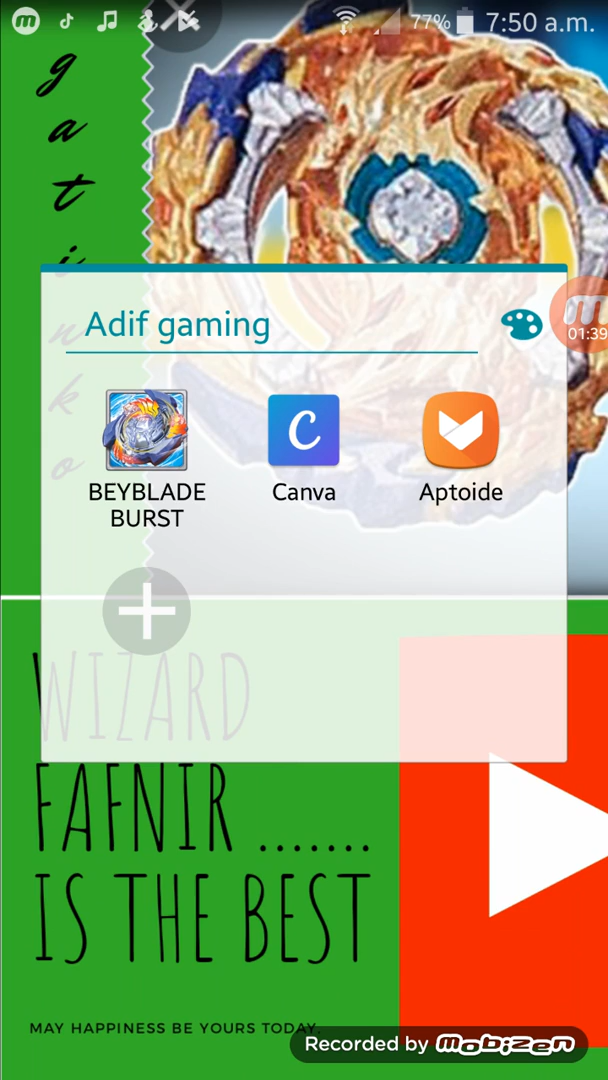 77%
7:50 a.m.
g
a
t
i
n
k
o
Adif gaming
01:39
BEYBLADE
BURST
Canva
Aptoide
WIZARD
FAFNIR .......
IS THE BEST
MAY HAPPINESS BE YOURS TODAY.
Recorded by mobizen